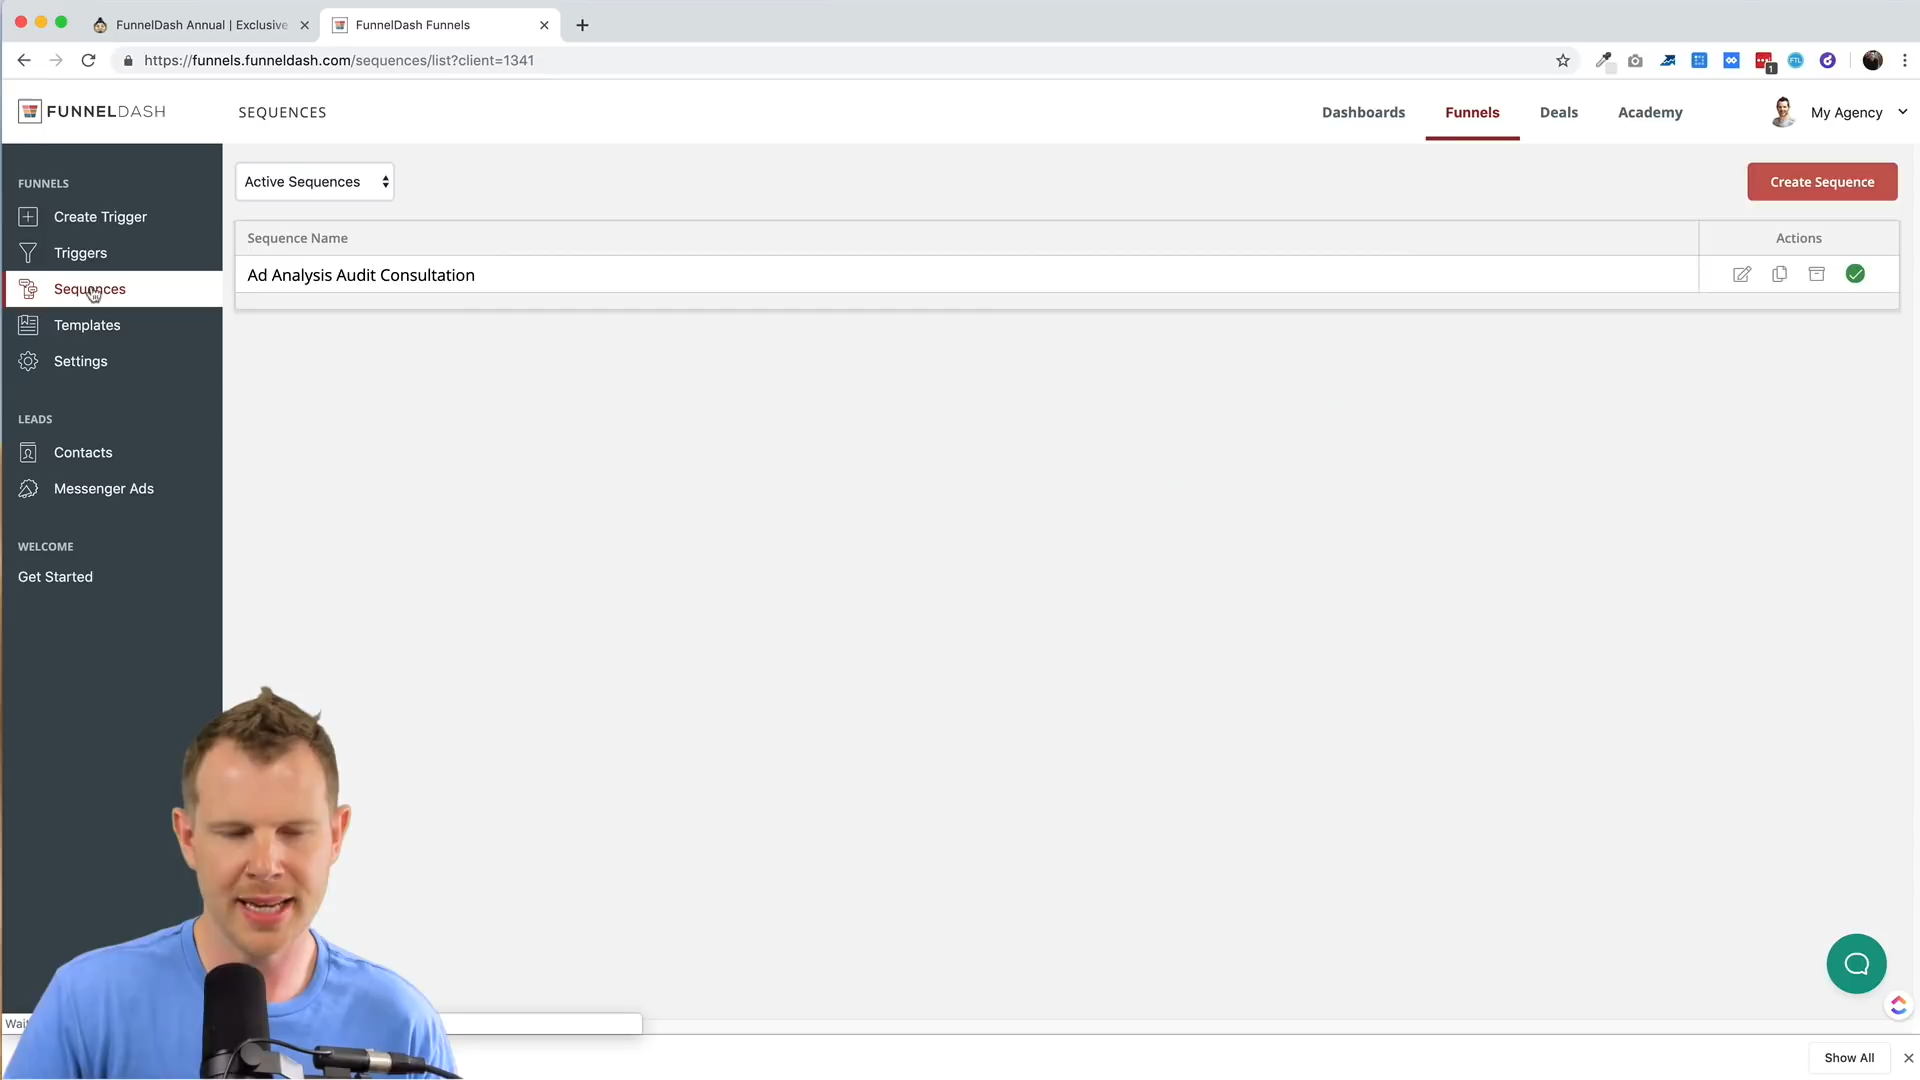 FunnelDash Annual | Exclusive
FunnelDash Funnels
https://funnels.funneldash.com/sequences/list?client=1341
1
FTL
FUNNELDASH
SEQUENCES
Dashboards
Funnels
Deals
Academy
My Agency
FUNNELS
Create Trigger
Triggers
Sequences
Templates
Settings
LEADS
Contacts
Messenger Ads
WELCOME
Get Started
Active Sequences
Create Sequence
Sequence Name
Actions
Ad Analysis Audit Consultation
Show All